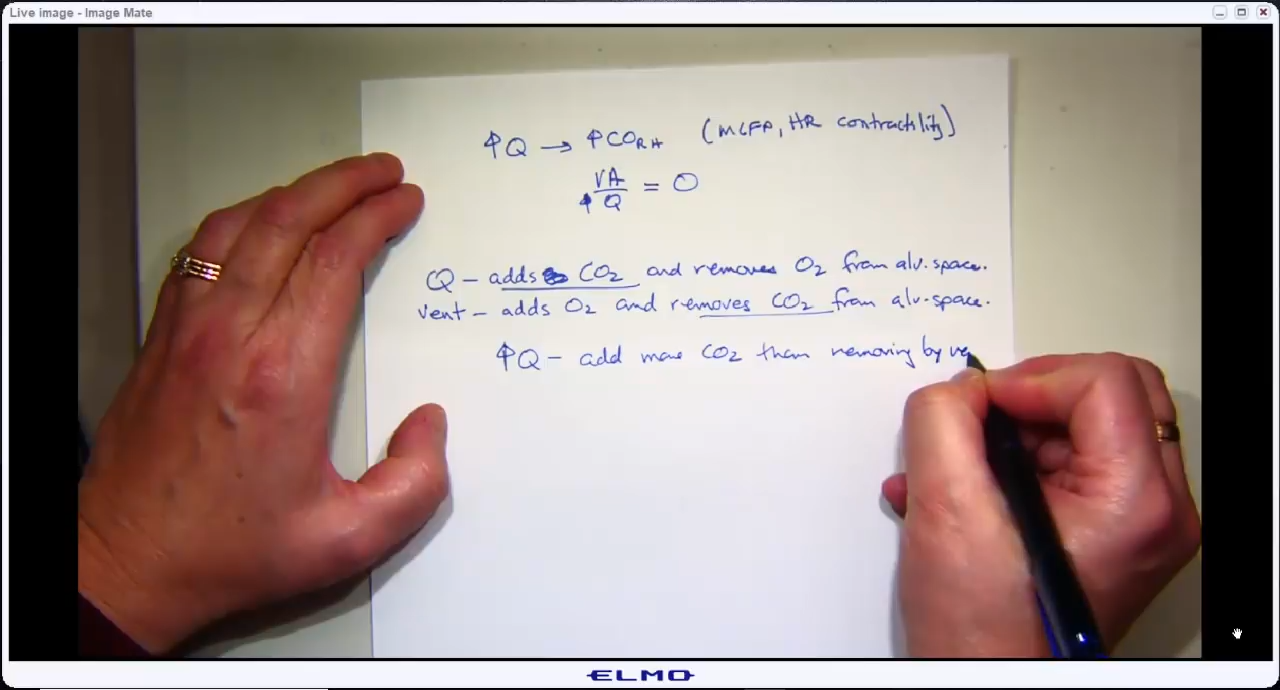 Live image - Image Mate
↑Q → ↑CO RH (MCFP, HR contractility)
VA
↑Q = 0
Q - adds CO2 and removes O2 from alv. space.
vent - adds O2 and removes CO2 from alv. space.
↑Q - add more CO2 than removing by ve
ELMO